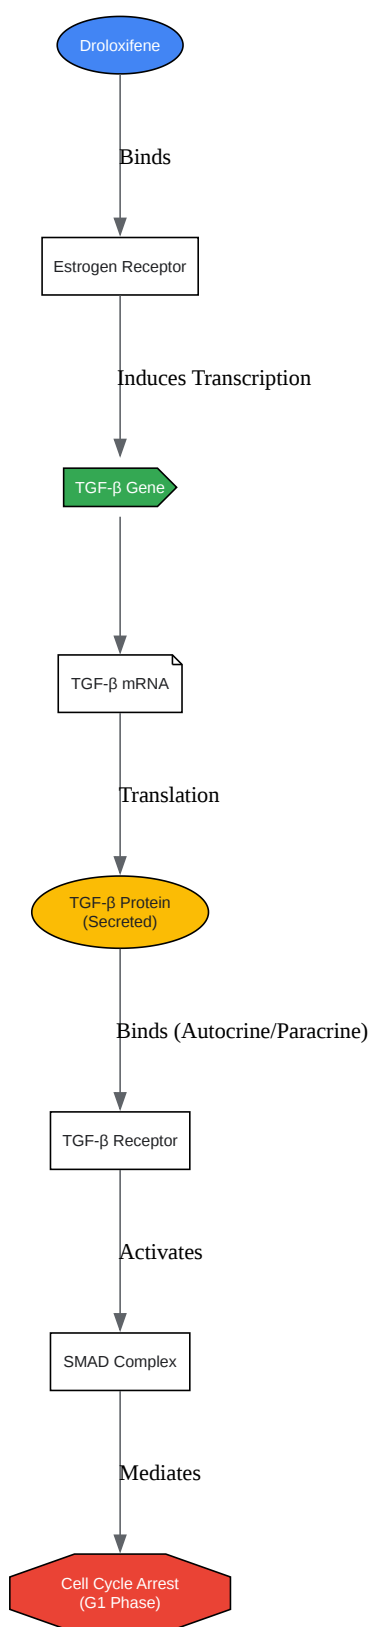 Droloxifene
Binds
Estrogen Receptor
Induces Transcription
TGF-β Gene
TGF-β mRNA
Translation
TGF-β Protein
(Secreted)
Binds (Autocrine/Paracrine)
TGF-β Receptor
Activates
SMAD Complex
Mediates
Cell Cycle Arrest
(G1 Phase)